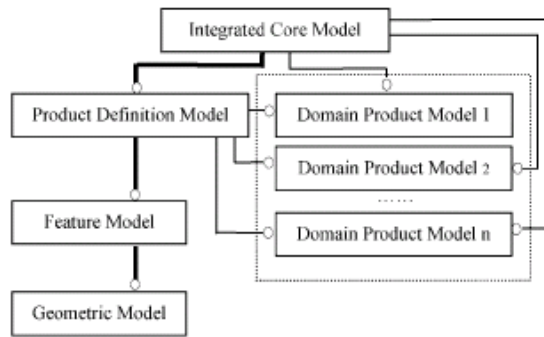 Integrated Core Model
Product Definition Model
Domain Product Model 1
Domain Product Model 2
......
Feature Model
Domain Product Model n
Geometric Model